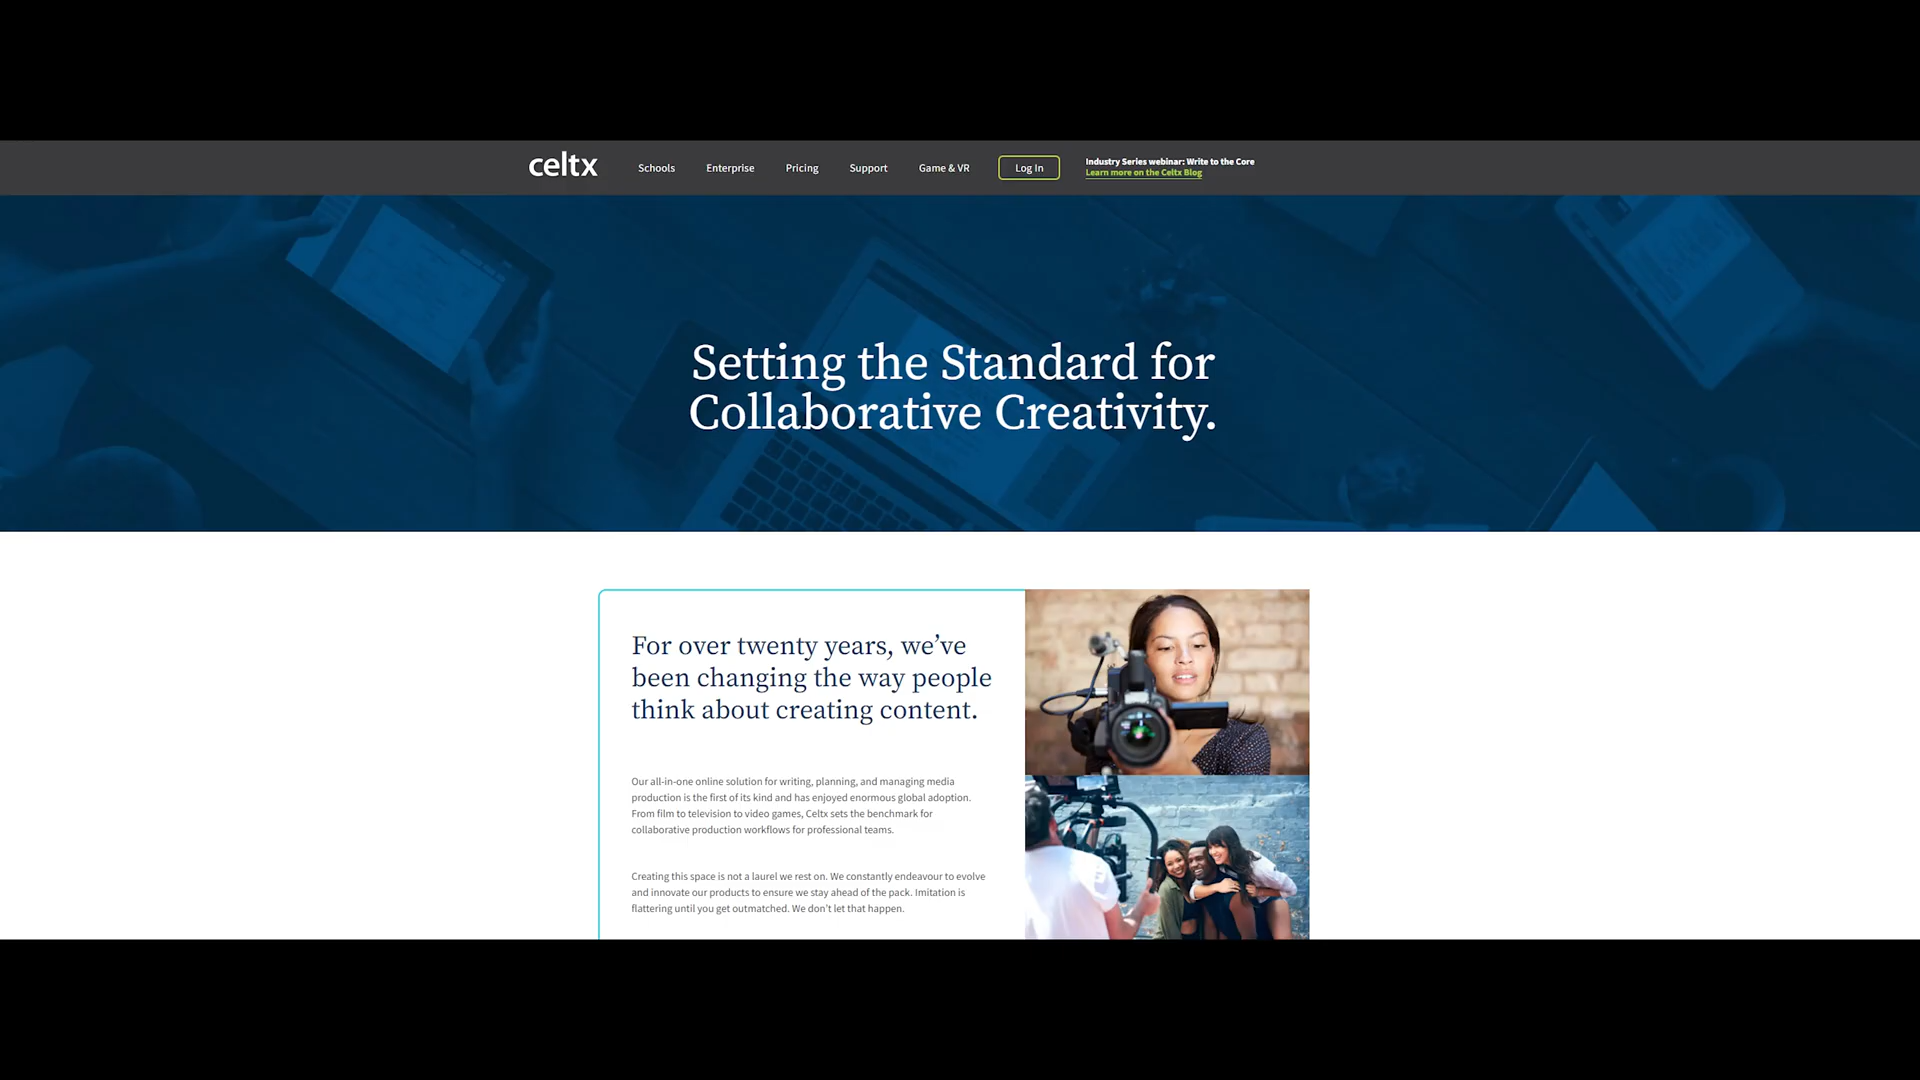 celtx
Schools
Enterprise
Pricing
Support
Game & VR
Log In
Industry Series webinar: Write to the Core
Learn more on the Celtx Blog
Setting the Standard for
Collaborative Creativity.
For over twenty years, we’ve
been changing the way people
think about creating content.
Our all-in-one online solution for writing, planning, and managing media
production is the first of its kind and has enjoyed enormous global adoption.
From film to television to video games, Celtx sets the benchmark for
collaborative production workflows for professional teams.
Creating this space is not a laurel we rest on. We constantly endeavour to evolve
and innovate our products to ensure we stay ahead of the pack. Imitation is
flattering until you get outmatched. We don’t let that happen.